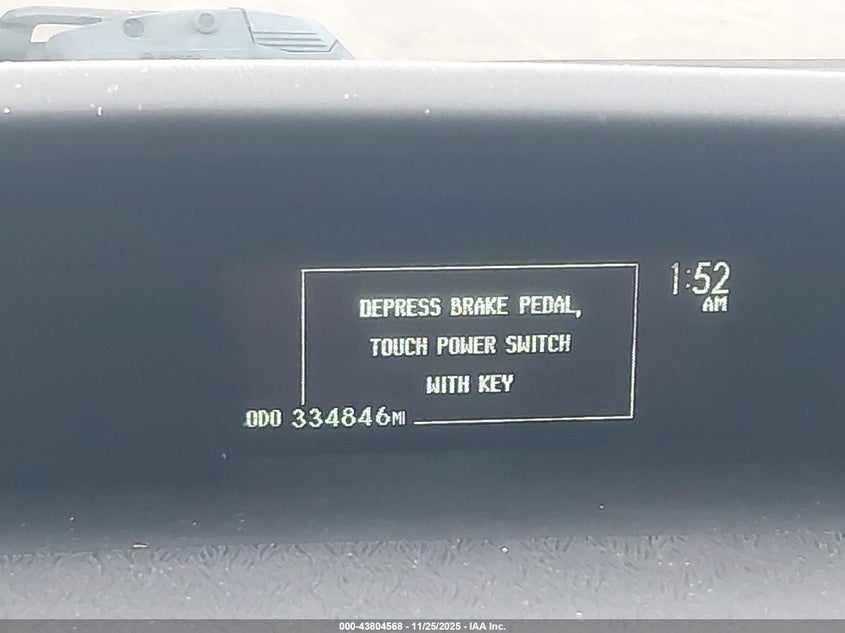 DEPRESS BRAKE PEDAL,
TOUCH POWER SWITCH
WITH KEY
1:52
AM
ODO 334846MI
000-43804568 - 11/25/2025 - IAA Inc.